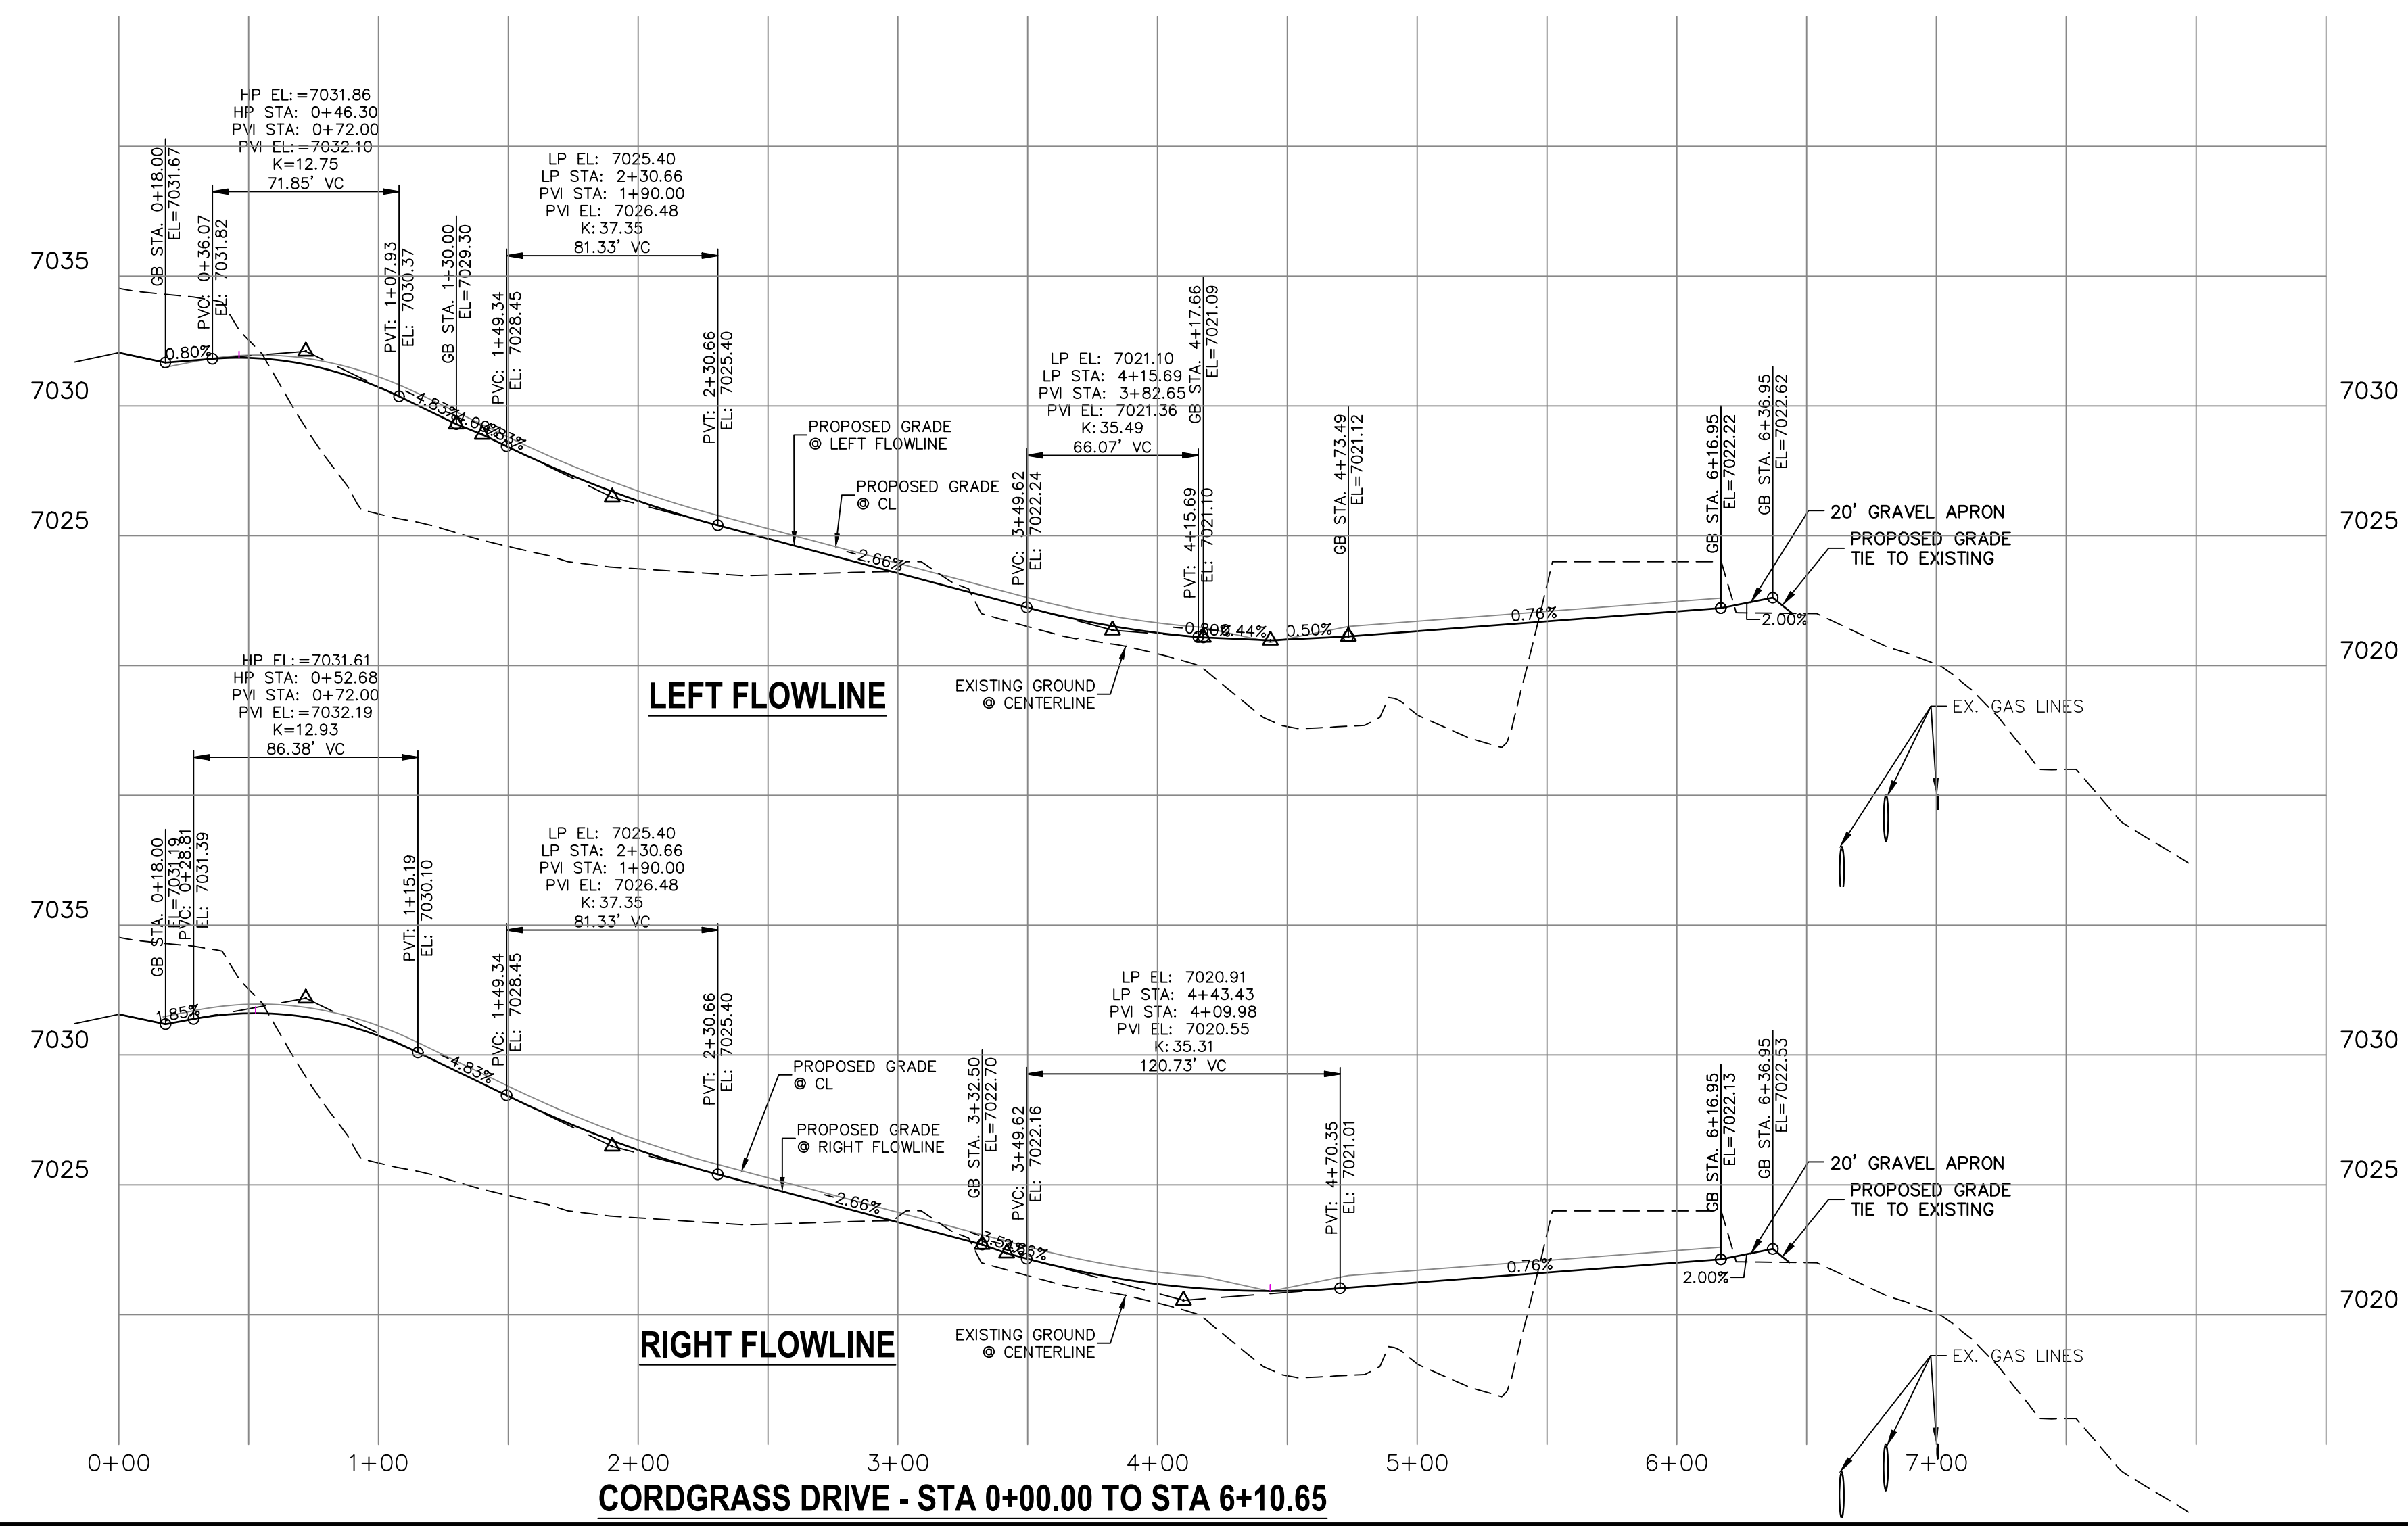 HP EL:=7031.86
HP STA: 0+46.30
PVI STA: 0+72.00
PVI EL:=7032.10
K=12.75
71.85' VC
LP EL: 7025.40
LP STA: 2+30.66
PVI STA: 1+90.00
PVI EL: 7026.48
K:37.35
81.33' VC
LP EL: 7021.10
LP STA: 4+15.69
PVI STA: 3+82.65
PVI EL: 7021.36
K:35.49
66.07' VC
GB STA. 0+18.00
EL=7031.67
PVC: 0+36.07
EL: 7031.82
PVT: 1+07.93
EL: 7030.37
GB STA. 1+30.00
EL=7029.30
PVC: 1+49.34
EL: 7028.45
PVT: 2+30.66
EL: 7025.40
PVC: 3+49.62
EL: 7022.24
PVT: 4+15.69
EL: 7021.10
GB STA. 4+17.66
EL=7021.09
GB STA. 4+73.49
EL=7021.12
GB STA. 6+16.95
EL=7022.22
GB STA. 6+36.95
EL=7022.62
7035
7030
7025
7030
7025
7020
0.80%
-4.83%
-2.66%
0.50%
0.76%
2.00%
PROPOSED GRADE
@ LEFT FLOWLINE
PROPOSED GRADE
@ CL
20' GRAVEL APRON
PROPOSED GRADE
TIE TO EXISTING
EXISTING GROUND
@ CENTERLINE
EX. GAS LINES
LEFT FLOWLINE
HP EL:=7031.61
HP STA: 0+52.68
PVI STA: 0+72.00
PVI EL:=7032.19
K=12.93
86.38' VC
LP EL: 7025.40
LP STA: 2+30.66
PVI STA: 1+90.00
PVI EL: 7026.48
K:37.35
81.33' VC
LP EL: 7020.91
LP STA: 4+43.43
PVI STA: 4+09.98
PVI EL: 7020.55
K:35.31
120.73' VC
GB STA. 0+18.00
EL=7031.19
PVC: 0+28.81
EL: 7031.39
PVT: 1+15.19
EL: 7030.10
PVC: 1+49.34
EL: 7028.45
PVT: 2+30.66
EL: 7025.40
GB STA. 3+32.50
EL=7022.70
PVC: 3+49.62
EL: 7022.16
PVT: 4+70.35
EL: 7021.01
GB STA. 6+16.95
EL=7022.13
GB STA. 6+36.95
EL=7022.53
7035
7030
7025
7030
7025
7020
1.85%
-4.83%
-2.66%
0.76%
2.00%
PROPOSED GRADE
@ CL
PROPOSED GRADE
@ RIGHT FLOWLINE
20' GRAVEL APRON
PROPOSED GRADE
TIE TO EXISTING
EXISTING GROUND
@ CENTERLINE
EX. GAS LINES
RIGHT FLOWLINE
0+00 1+00 2+00 3+00 4+00 5+00 6+00 7+00
CORDGRASS DRIVE - STA 0+00.00 TO STA 6+10.65